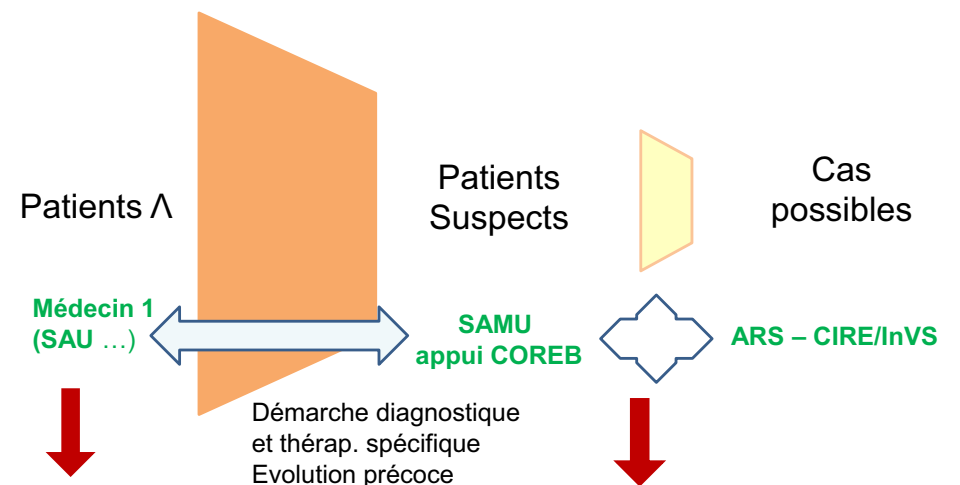 Patients Λ
Patients
Suspects
Cas
possibles
Médecin 1
(SAU …)
SAMU
appui COREB
ARS – CIRE/InVS
Démarche diagnostique
et thérap. spécifique
Evolution précoce